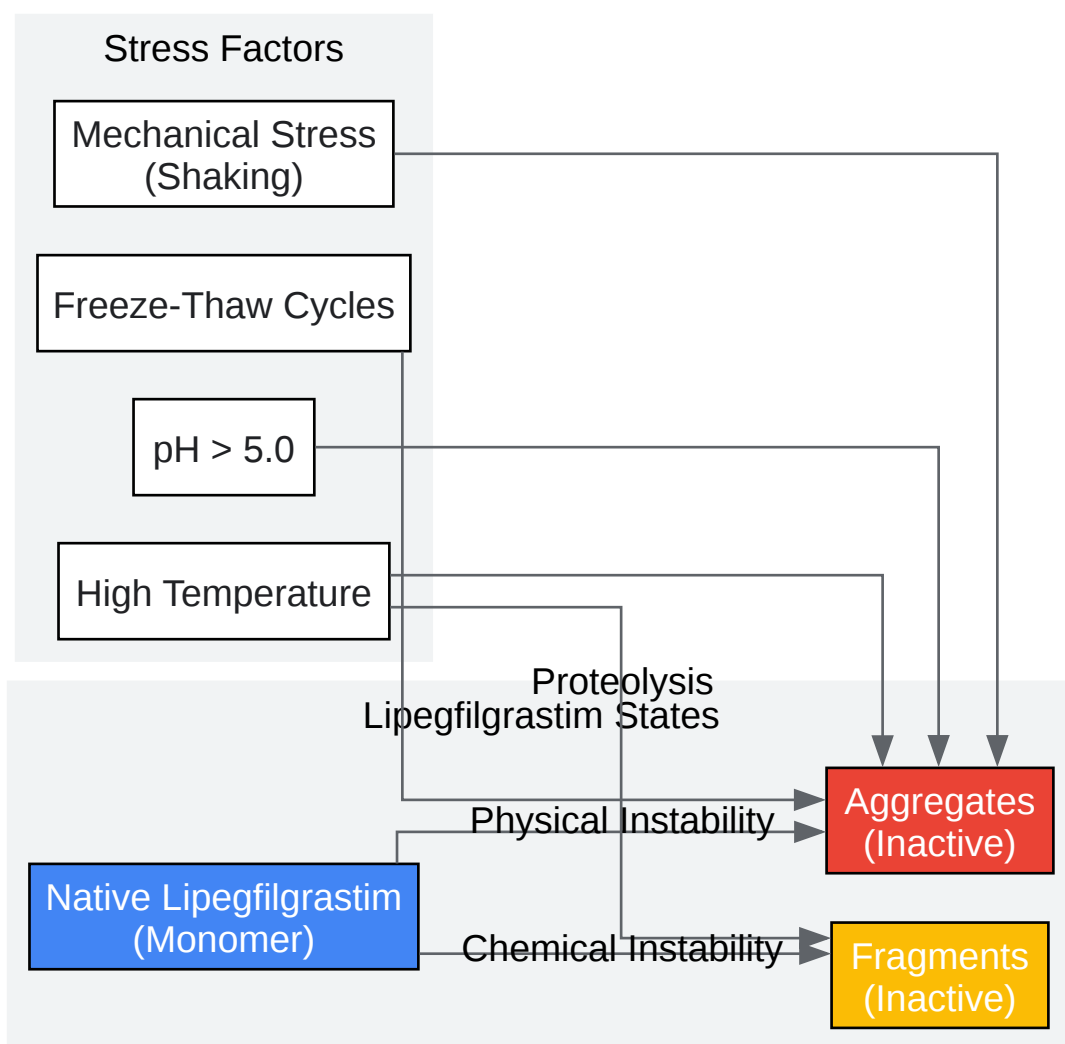 Stress Factors
Mechanical Stress
(Shaking)
Freeze-Thaw Cycles
pH > 5.0
High Temperature
Proteolysis
Lipegfilgrastim States
Physical Instability
Aggregates
(Inactive)
Native Lipegfilgrastim
(Monomer)
Chemical Instability
Fragments
(Inactive)